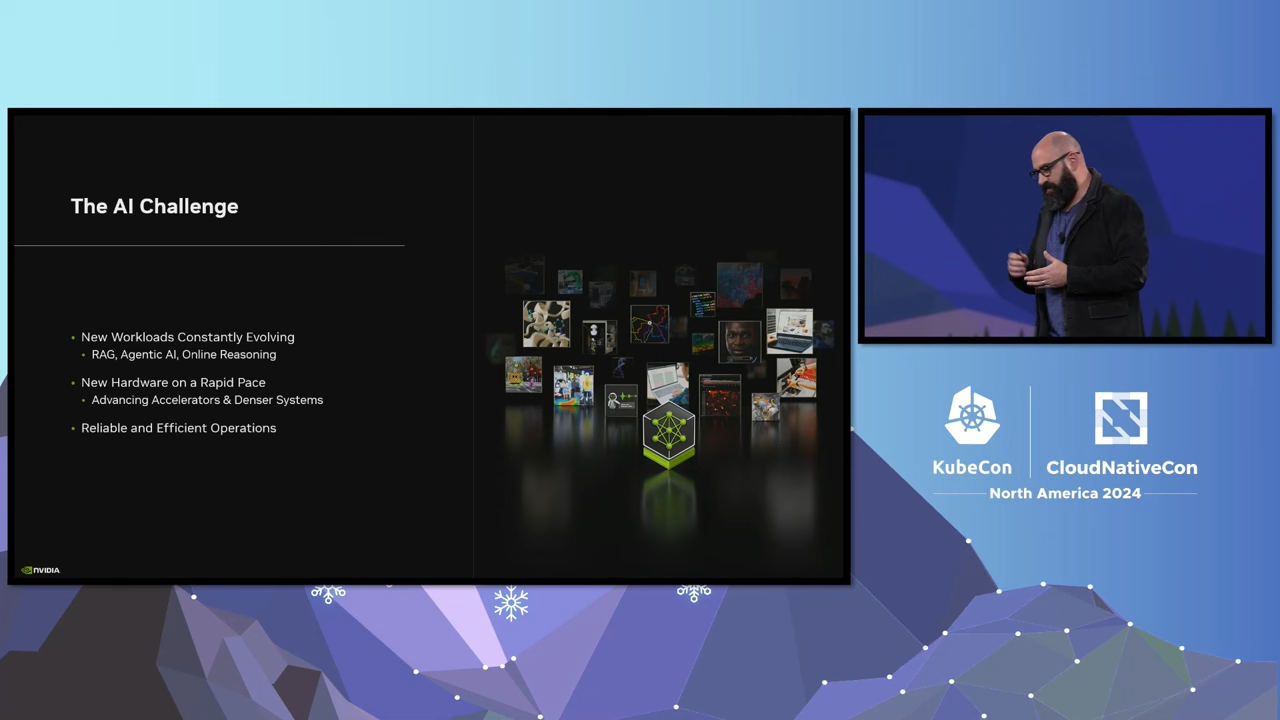 The AI Challenge
New Workloads Constantly Evolving
RAG, Agentic AI, Online Reasoning
New Hardware on a Rapid Pace
Advancing Accelerators & Denser Systems
Reliable and Efficient Operations
NVIDIA.
KubeCon
CloudNativeCon
North America 2024